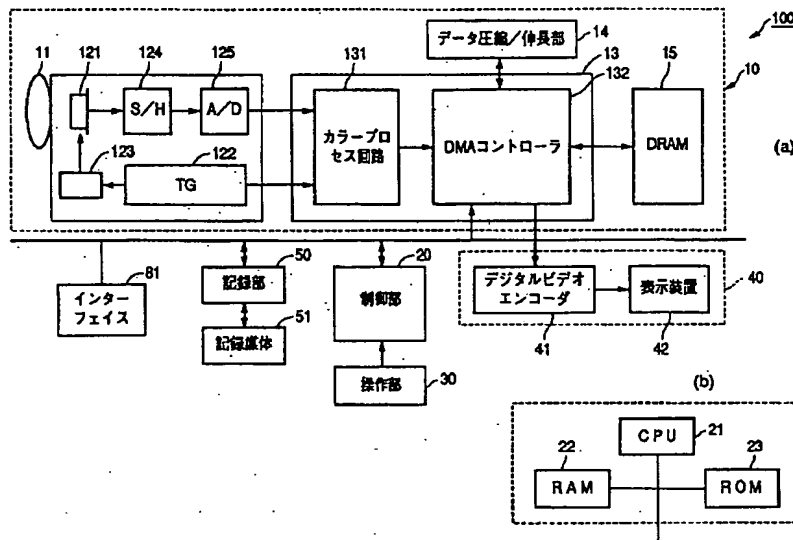 100
データ圧縮/伸長部
14
13
11
121
124
125
131
132
15
10
S/H
A/D
カラープロ
セス回路
DMAコントローラ
DRAM
(a)
123
122
TG
81
インター
フェイス
50
記録部
記録媒体
51
20
制御部
操作部
30
デジタルビデオ
エンコーダ
41
表示装置
42
40
(b)
CPU
21
22
RAM
23
ROM